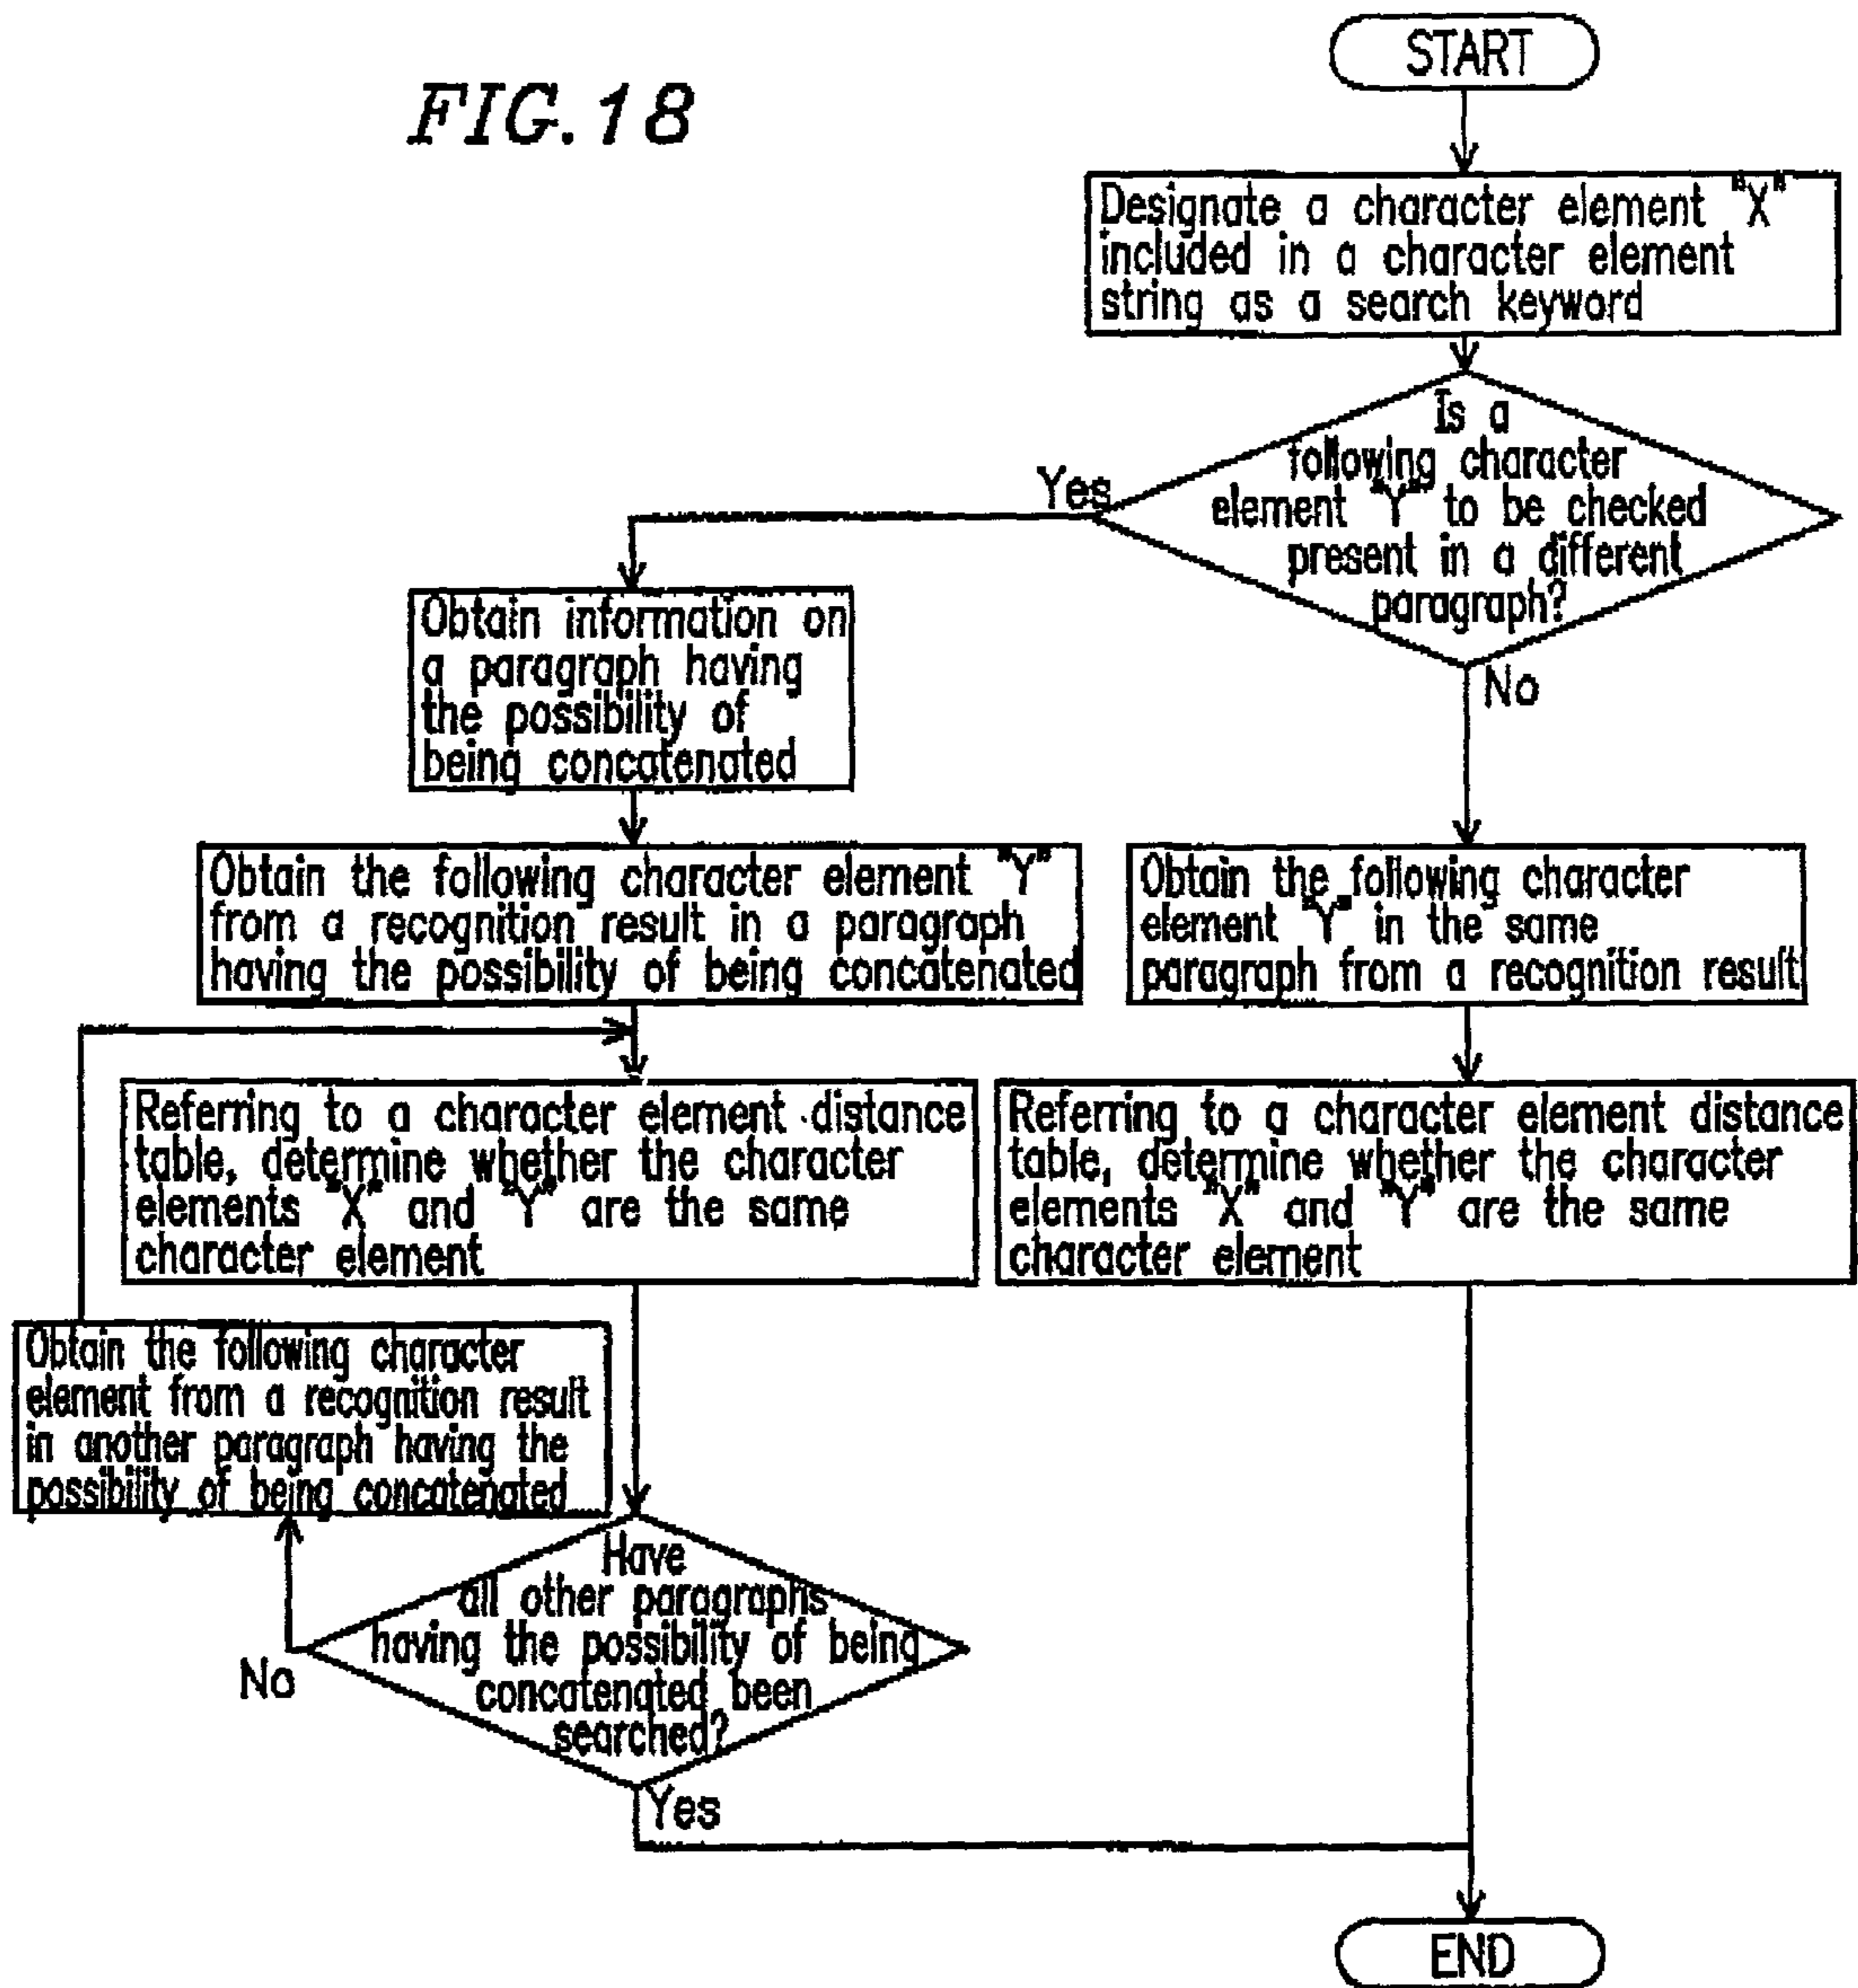 FIG.18
START
Designate a character element "X"
included in a character element
string as a search keyword
Is a
following character
element "Y" to be checked
present in a different
paragraph?
Yes
No
Obtain information on
a paragraph having
the possibility of
being concatenated
Obtain the following character element "Y"
from a recognition result in a paragraph
having the possibility of being concatenated
Obtain the following character
element "Y" in the same
paragraph from a recognition result
Referring to a character element distance
table, determine whether the character
elements "X" and "Y" are the same
character element
Referring to a character element distance
table, determine whether the character
elements "X" and "Y" are the same
character element
Obtain the following character
element from a recognition result
in another paragraph having the
possibility of being concatenated
Have
all other paragraphs
having the possibility of being
concatenated been
searched?
No
Yes
END